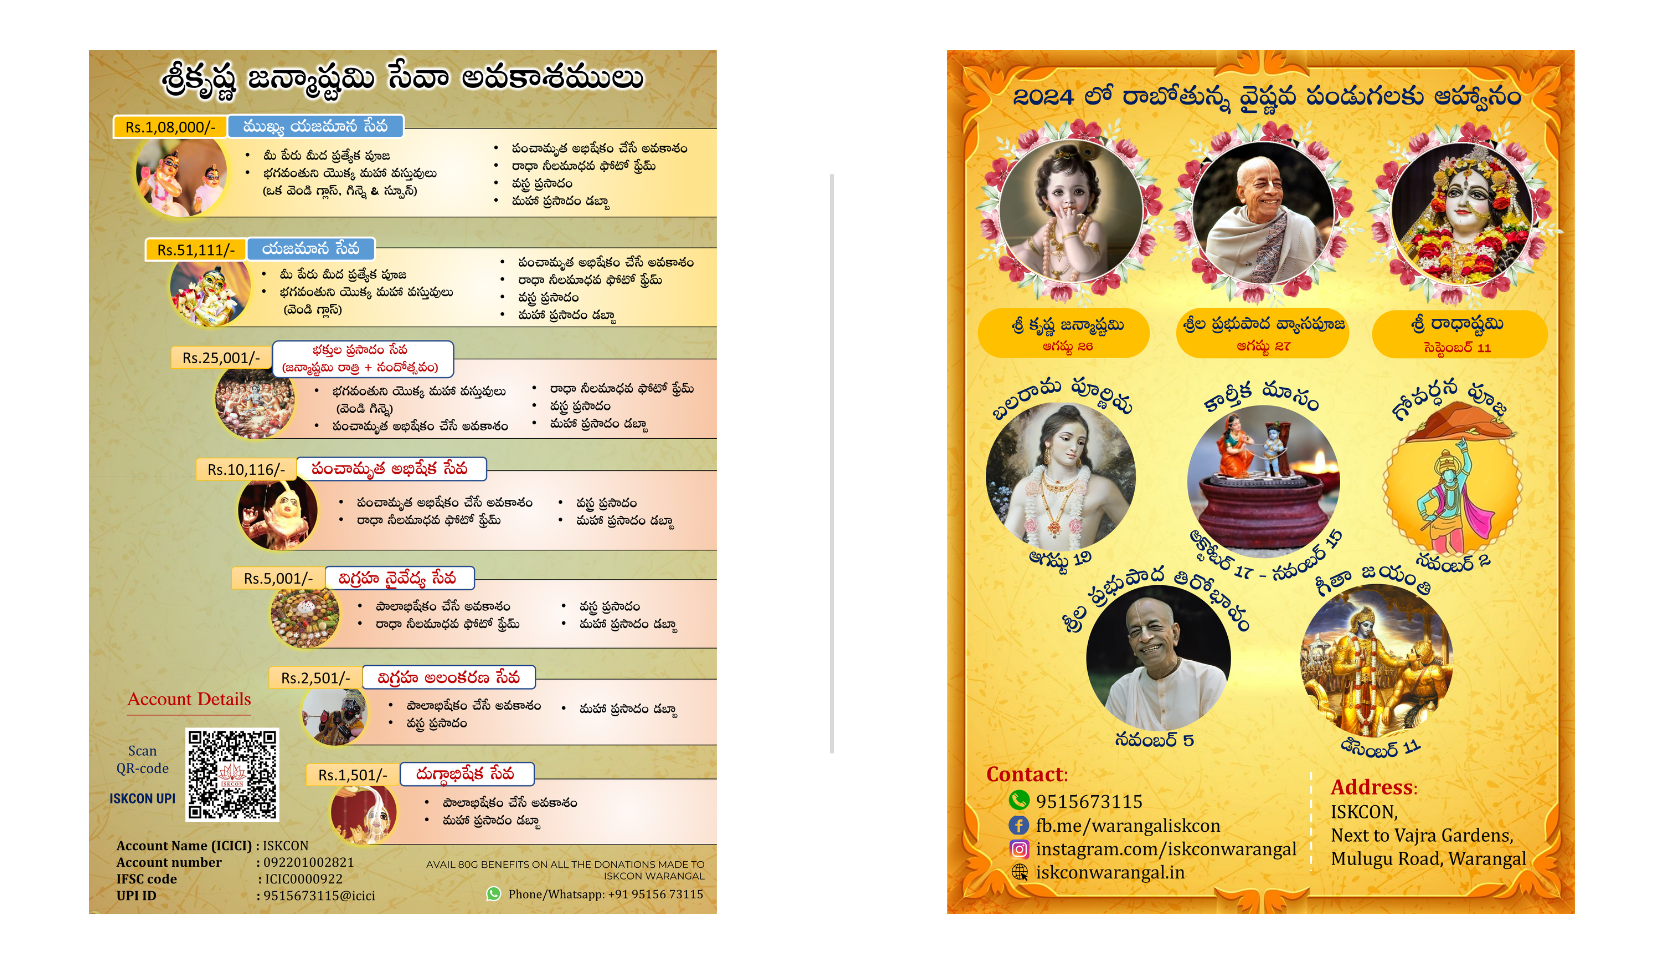 శ్రీకృష్ణ జన్మాష్టమి సేవా అవకాశములు
Rs.1,08,000/- ముఖ్య యజమాన సేవ
• మీ పేరు మీద ప్రత్యేక పూజ
• భగవంతుని యొక్క మహా వస్తువులు
(ఒక వెండి గ్లాస్, గిన్నె & స్పూన్)
• పంచామృత అభిషేకం చేసే అవకాశం
• రాధా నీలమాధవ ఫోటో ఫ్రేమ్
• వస్త్ర ప్రసాదం
• మహా ప్రసాదం డబ్బా
Rs.51,111/- యజమాన సేవ
• మీ పేరు మీద ప్రత్యేక పూజ
• భగవంతుని యొక్క మహా వస్తువులు
(వెండి గ్లాస్)
• పంచామృత అభిషేకం చేసే అవకాశం
• రాధా నీలమాధవ ఫోటో ఫ్రేమ్
• వస్త్ర ప్రసాదం
• మహా ప్రసాదం డబ్బా
Rs.25,001/- భక్తుల ప్రసాదం సేవ
(జన్మాష్టమి రాత్రి + నందోత్సవం)
• భగవంతుని యొక్క మహా వస్తువులు
(వెండి గిన్నె)
• పంచామృత అభిషేకం చేసే అవకాశం
• రాధా నీలమాధవ ఫోటో ఫ్రేమ్
• వస్త్ర ప్రసాదం
• మహా ప్రసాదం డబ్బా
Rs.10,116/- పంచామృత అభిషేక సేవ
• పంచామృత అభిషేకం చేసే అవకాశం
• రాధా నీలమాధవ ఫోటో ఫ్రేమ్
• వస్త్ర ప్రసాదం
• మహా ప్రసాదం డబ్బా
Rs.5,001/- విగ్రహ నైవేద్య సేవ
• పాలాభిషేకం చేసే అవకాశం
• రాధా నీలమాధవ ఫోటో ఫ్రేమ్
• వస్త్ర ప్రసాదం
• మహా ప్రసాదం డబ్బా
Rs.2,501/- విగ్రహ అలంకరణ సేవ
• పాలాభిషేకం చేసే అవకాశం
• వస్త్ర ప్రసాదం
• మహా ప్రసాదం డబ్బా
Rs.1,501/- దుగ్ధాభిషేక సేవ
• పాలాభిషేకం చేసే అవకాశం
• మహా ప్రసాదం డబ్బా
Account Details
Scan
QR-code
ISKCON UPI
ISKCON
Account Name (ICICI) : ISKCON
Account number : 092201002821
IFSC code : ICIC0000922
UPI ID : 9515673115@icici
AVAIL 80G BENEFITS ON ALL THE DONATIONS MADE TO
ISKCON WARANGAL
Phone/Whatsapp: +91 95156 73115
2024 లో రాబోతున్న వైష్ణవ పండుగలకు ఆహ్వానం
శ్రీ కృష్ణ జన్మాష్టమి
ఆగష్టు 26
శ్రీల ప్రభుపాద వ్యాసపూజ
ఆగష్టు 27
శ్రీ రాధాష్టమి
సెప్టెంబర్ 11
బలరామ పూర్ణిమ
ఆగష్టు 19
కార్తీక మాసం
అక్టోబర్ 17 - నవంబర్ 15
గోవర్ధన పూజ
నవంబర్ 2
శ్రీల ప్రభుపాద తిరోభావం
నవంబర్ 5
గీతా జయంతి
డిసెంబర్ 11
Contact:
9515673115
fb.me/warangaliskcon
instagram.com/iskconwarangal
iskconwarangal.in
Address:
ISKCON,
Next to Vajra Gardens,
Mulugu Road, Warangal